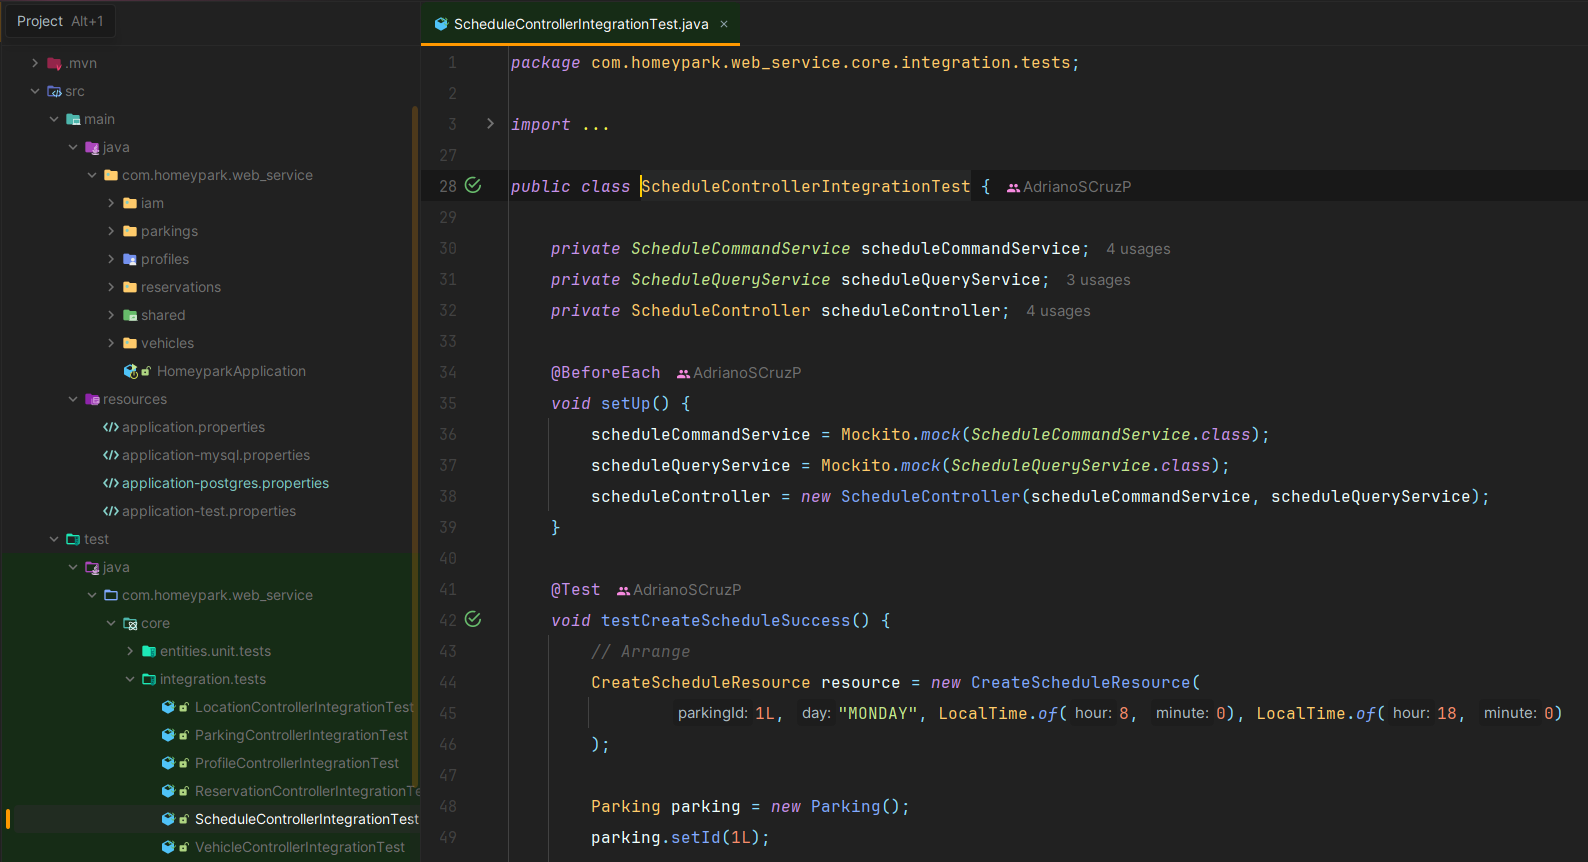 Project Alt+1
.mvn
src
main
java
com.homeypark.web_service
iam
parkings
profiles
reservations
shared
vehicles
HomeyparkApplication
resources
application.properties
application-mysql.properties
application-postgres.properties
application-test.properties
test
java
com.homeypark.web_service
core
entities.unit.tests
integration.tests
LocationControllerIntegrationTest
ParkingControllerIntegrationTest
ProfileControllerIntegrationTest
ReservationControllerIntegrationTe
ScheduleControllerIntegrationTest
VehicleControllerIntegrationTest
ScheduleControllerIntegrationTest.java ×
1 package com.homeypark.web_service.core.integration.tests;
2
3 import ...
27
28 public class ScheduleControllerIntegrationTest { AdrianoSCruzP
29
30 private ScheduleCommandService scheduleCommandService; 4 usages
31 private ScheduleQueryService scheduleQueryService; 3 usages
32 private ScheduleController scheduleController; 4 usages
33
34 @BeforeEach AdrianoSCruzP
35 void setUp() {
36 scheduleCommandService = Mockito.mock(ScheduleCommandService.class);
37 scheduleQueryService = Mockito.mock(ScheduleQueryService.class);
38 scheduleController = new ScheduleController(scheduleCommandService, scheduleQueryService);
39 }
40
41 @Test AdrianoSCruzP
42 void testCreateScheduleSuccess() {
43 // Arrange
44 CreateScheduleResource resource = new CreateScheduleResource(
45 parkingId: 1L, day: "MONDAY", LocalTime.of( hour: 8, minute: 0), LocalTime.of( hour: 18, minute: 0)
46 );
47
48 Parking parking = new Parking();
49 parking.setId(1L);